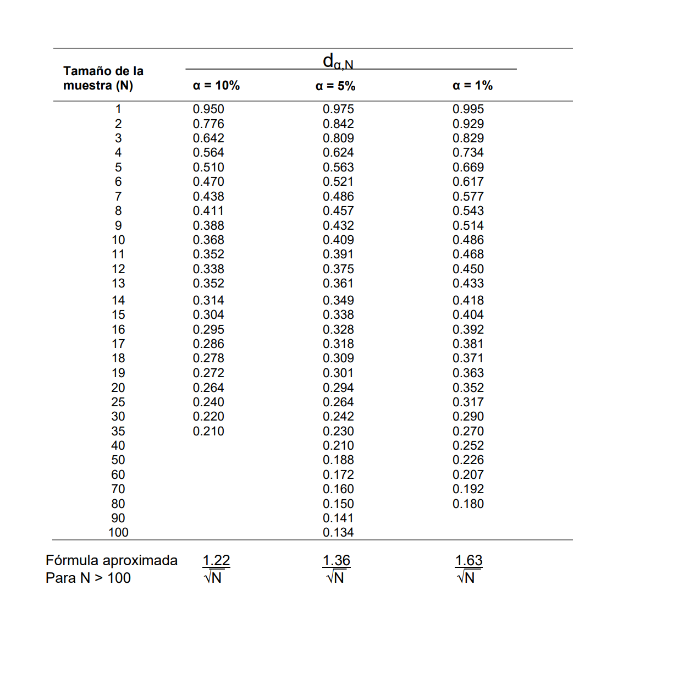 dα,N
Tamaño de la
muestra (N)
α = 10% α = 5% α = 1%
1 0.950 0.975 0.995
2 0.776 0.842 0.929
3 0.642 0.809 0.829
4 0.564 0.624 0.734
5 0.510 0.563 0.669
6 0.470 0.521 0.617
7 0.438 0.486 0.577
8 0.411 0.457 0.543
9 0.388 0.432 0.514
10 0.368 0.409 0.486
11 0.352 0.391 0.468
12 0.338 0.375 0.450
13 0.352 0.361 0.433
14 0.314 0.349 0.418
15 0.304 0.338 0.404
16 0.295 0.328 0.392
17 0.286 0.318 0.381
18 0.278 0.309 0.371
19 0.272 0.301 0.363
20 0.264 0.294 0.352
25 0.240 0.264 0.317
30 0.220 0.242 0.290
35 0.210 0.230 0.270
40 0.210 0.252
50 0.188 0.226
60 0.172 0.207
70 0.160 0.192
80 0.150 0.180
90 0.141
100 0.134
Fórmula aproximada 1.22 1.36 1.63
Para N > 100 √N √N √N